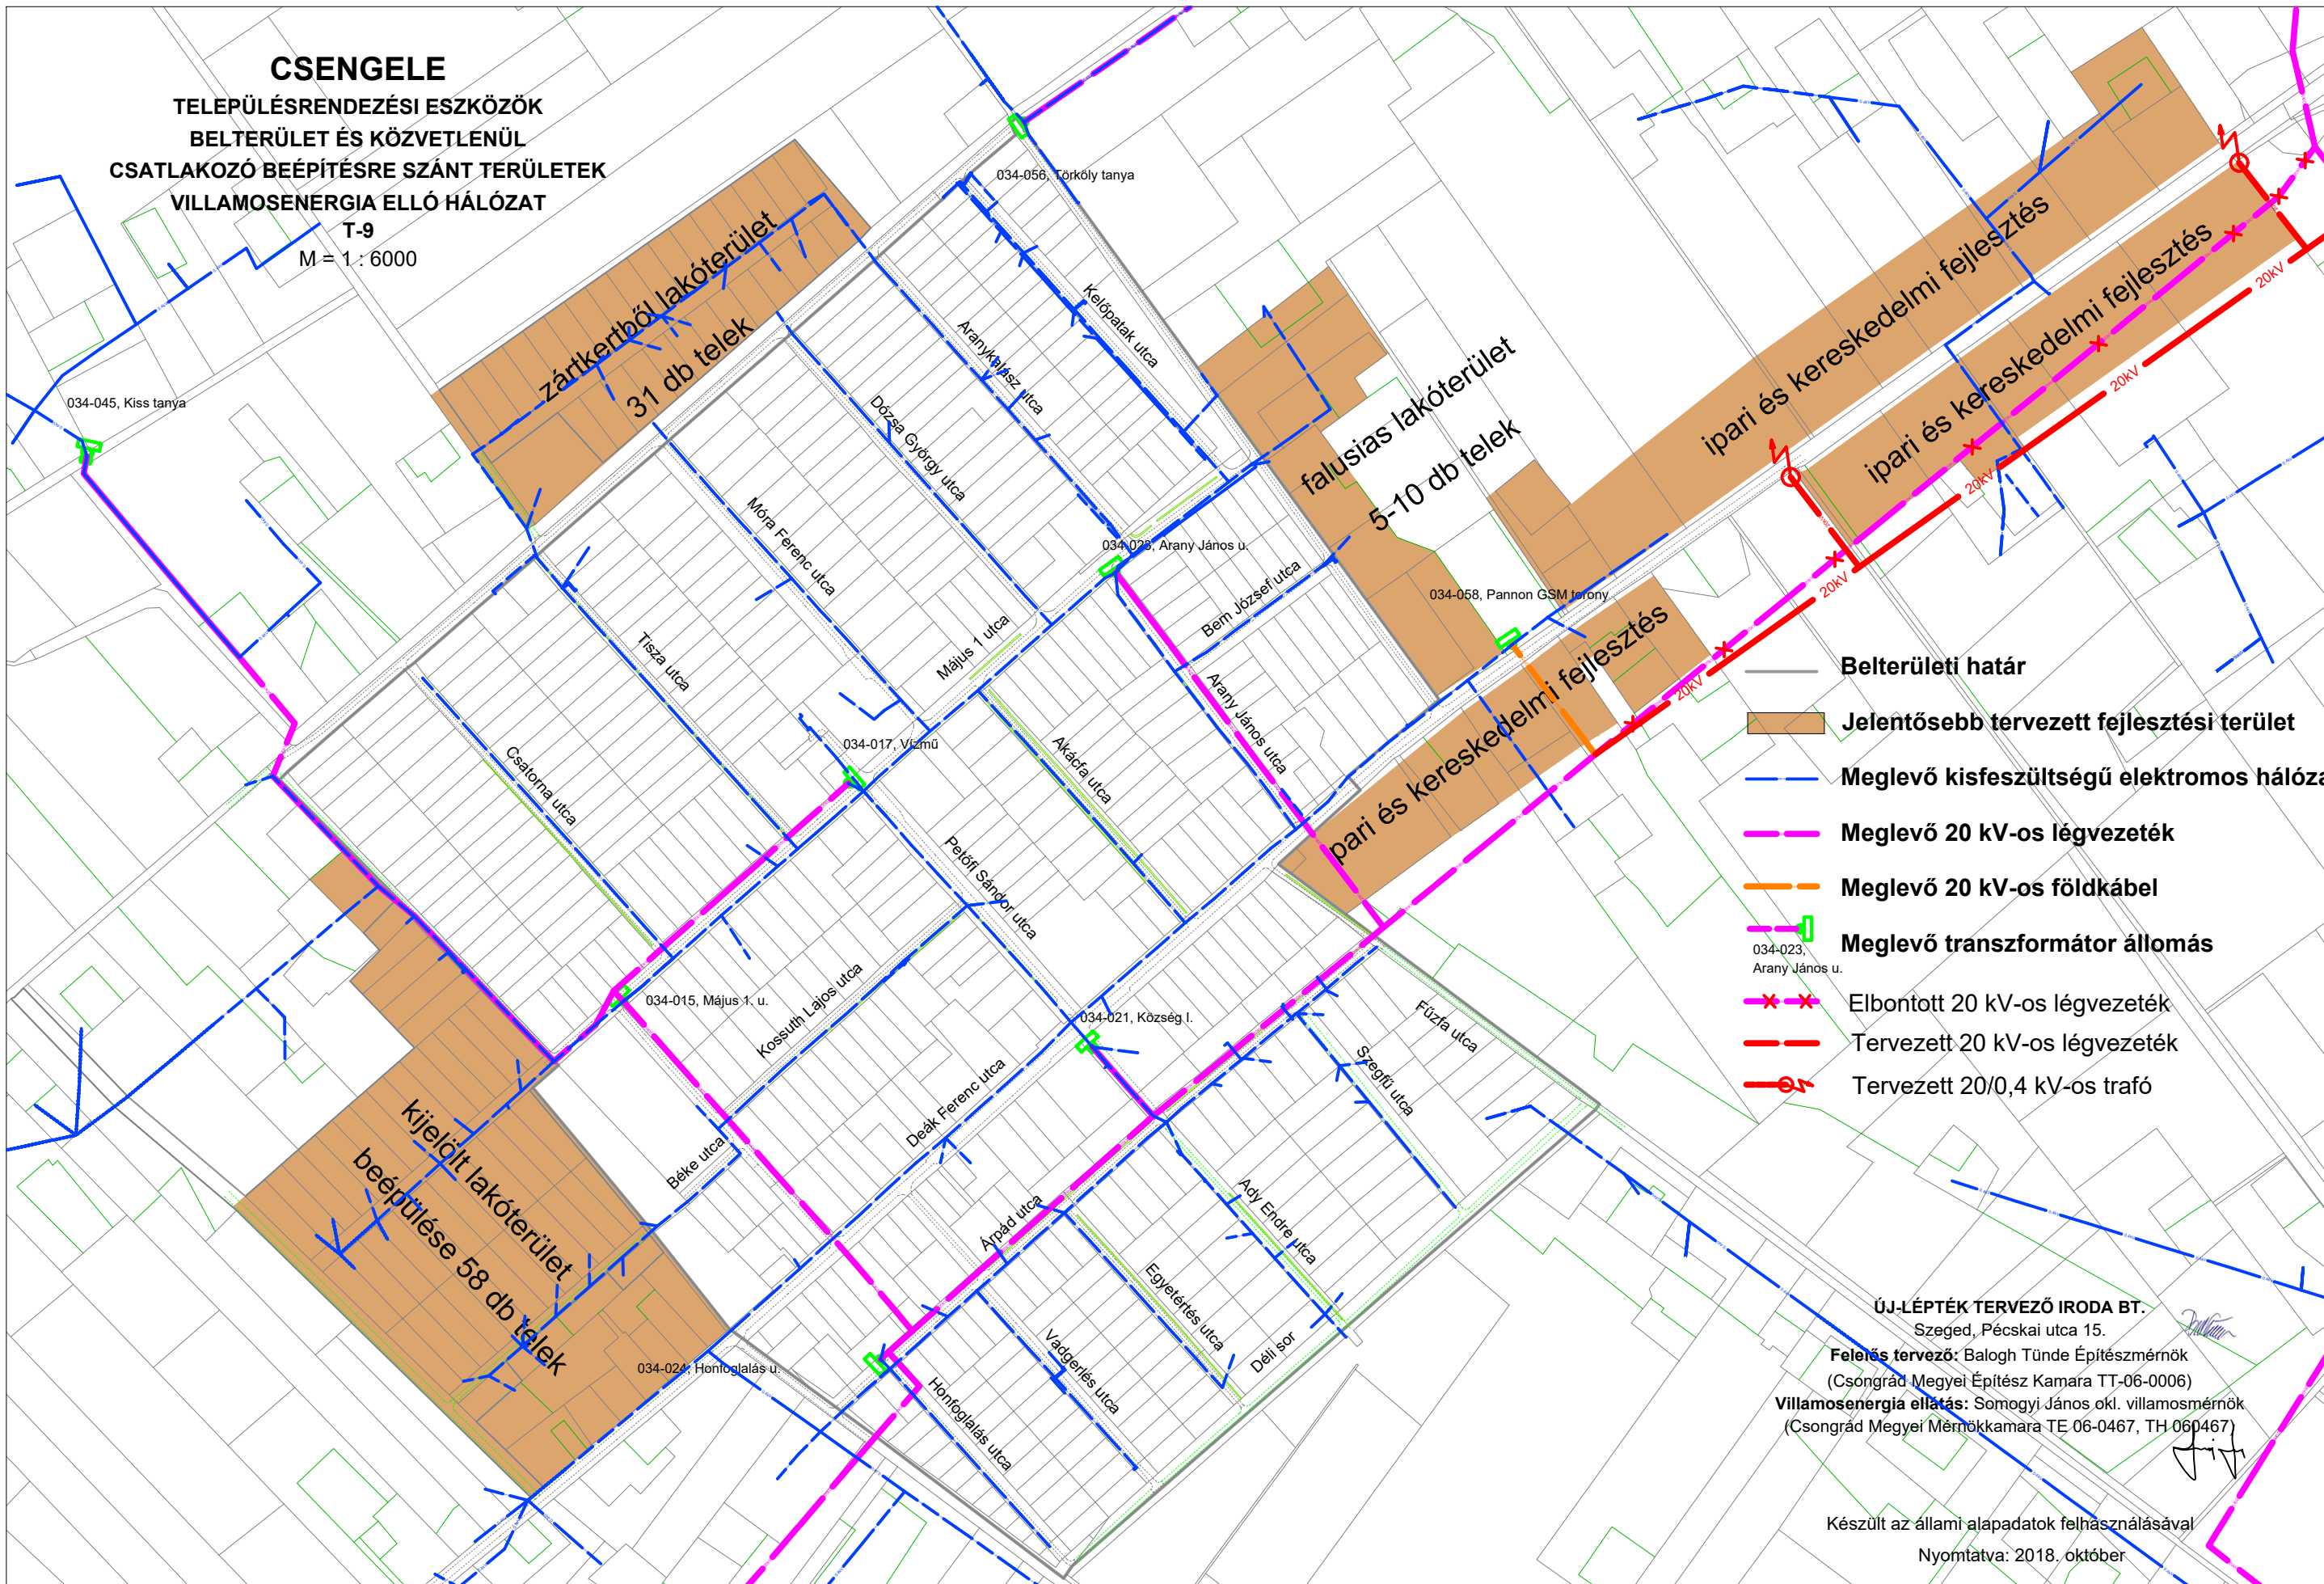 CSENGELE
TELEPÜLÉSRENDEZÉSI ESZKÖZÖK
BELTERÜLET ÉS KÖZVETLENÜL
CSATLAKOZÓ BEÉPÍTÉSRE SZÁNT TERÜLETEK
VILLAMOSENERGIA ELLÓ HÁLÓZAT
T-9
M = 1 : 6000
034-056, Törköly tanya
zártkertből lakóterület
31 db telek
034-045, Kiss tanya
Kelőpatak utca
Aranykalász utca
Dózsa György utca
Móra Ferenc utca
Tisza utca
Csatorna utca
Május 1 utca
034-023, Arany János u.
Bem József utca
Arany János utca
Akácfa utca
034-017, Vízmű
Petőfi Sándor utca
falusias lakóterület
5-10 db telek
034-058, Pannon GSM torony
ipari és kereskedelmi fejlesztés
ipari és kereskedelmi fejlesztés
pari és kereskedelmi fejlesztés
20kV
20kV
20kV
20kV
20kV
034-015, Május 1. u.
Kossuth Lajos utca
034-021, Község I.
Deák Ferenc utca
Béke utca
Árpád utca
Fűzfa utca
Szegfű utca
Ady Endre utca
Egyetértés utca
Déli sor
Vadgerlés utca
Honfoglalás utca
034-024, Honfoglalás u.
kijelölt lakóterület
beépülése 58 db telek
Belterületi határ
Jelentősebb tervezett fejlesztési terület
Meglevő kisfeszültségű elektromos hálóza
Meglevő 20 kV-os légvezeték
Meglevő 20 kV-os földkábel
034-023,
Arany János u.
Meglevő transzformátor állomás
Elbontott 20 kV-os légvezeték
Tervezett 20 kV-os légvezeték
Tervezett 20/0,4 kV-os trafó
ÚJ-LÉPTÉK TERVEZŐ IRODA BT.
Szeged, Pécskai utca 15.
Felelős tervező: Balogh Tünde Építészmérnök
(Csongrád Megyei Építész Kamara TT-06-0006)
Villamosenergia ellátás: Somogyi János okl. villamosmérnök
(Csongrád Megyei Mérnökkamara TE 06-0467, TH 060467)
Készült az állami alapadatok felhasználásával
Nyomtatva: 2018. október